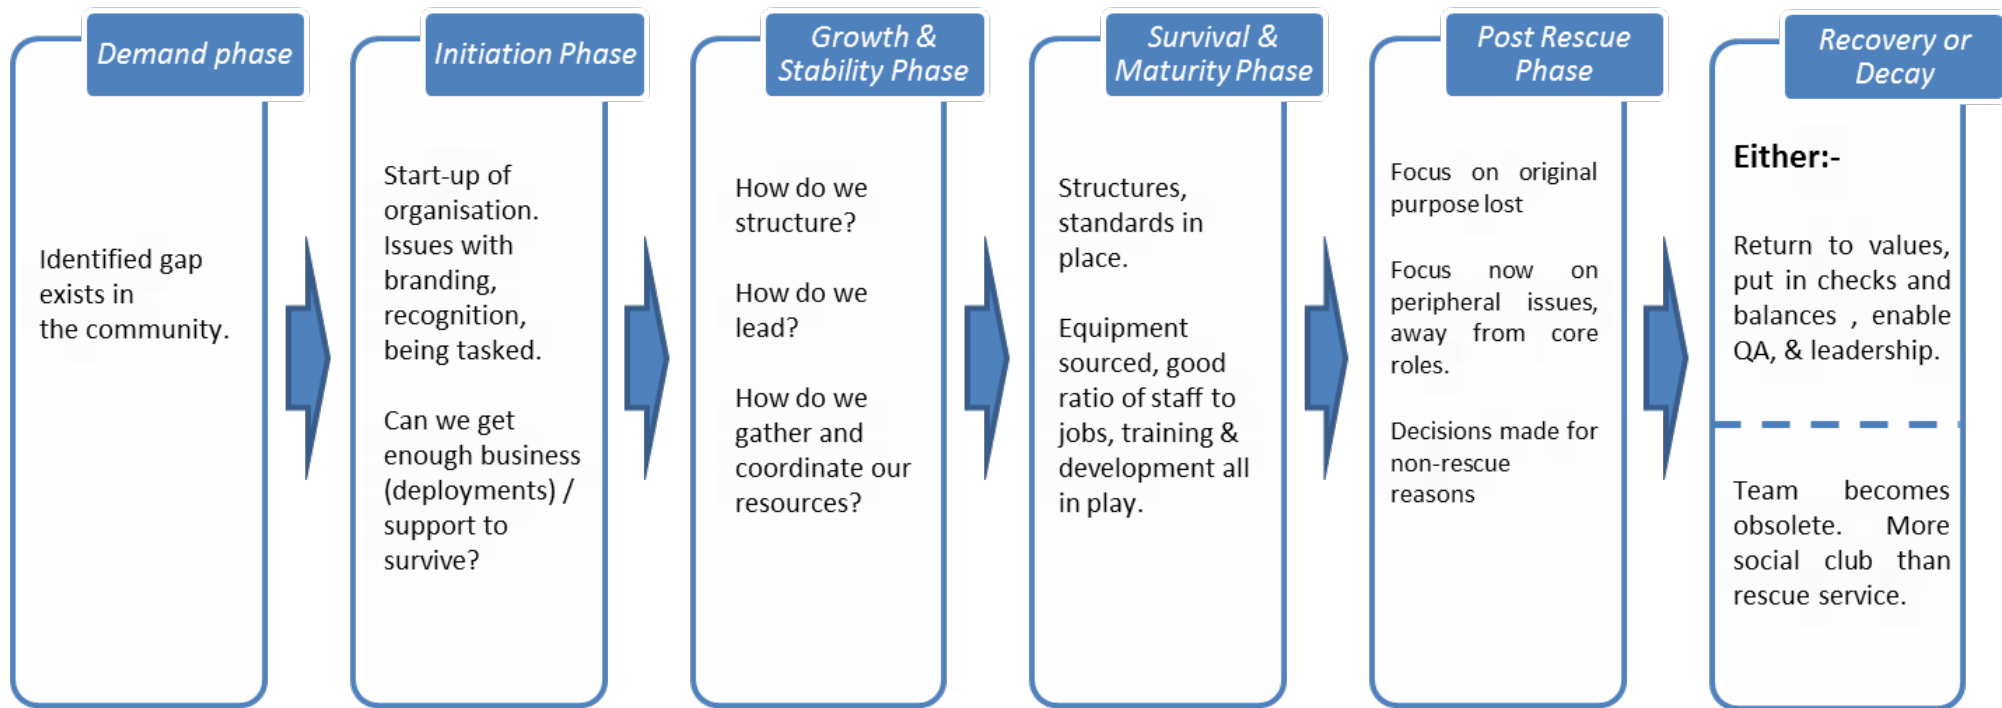 Demand phase
Identified gap
exists in
the community.
Initiation Phase
Start-up of
organisation.
Issues with
branding,
recognition,
being tasked.
Can we get
enough business
(deployments) /
support to
survive?
Growth &
Stability Phase
How do we
structure?
How do we
lead?
How do we
gather and
coordinate our
resources?
Survival &
Maturity Phase
Structures,
standards in
place.
Equipment
sourced, good
ratio of staff to
jobs, training &
development all
in play.
Post Rescue
Phase
Focus on original
purpose lost
Focus now on
peripheral issues,
away from core
roles.
Decisions made for
non-rescue
reasons
Recovery or
Decay
Either:-
Return to values,
put in checks and
balances , enable
QA, & leadership.
Team becomes
obsolete. More
social club than
rescue service.